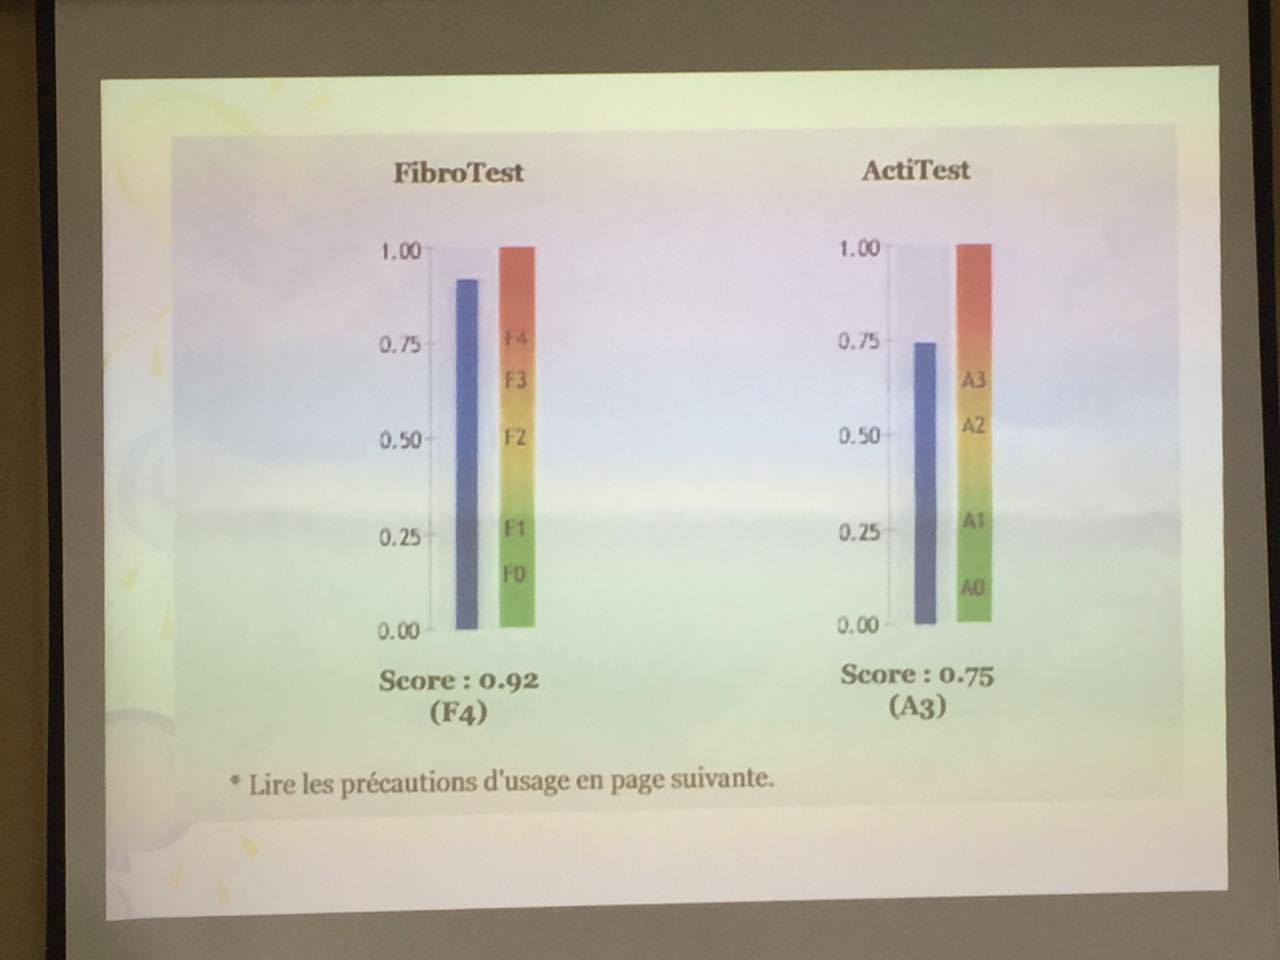 FibroTest
1.00
0.75
0.50
0.25
0.00
F4
F3
F2
F1
F0
Score : 0.92
(F4)
ActiTest
1.00
0.75
0.50
0.25
0.00
A3
A2
A1
A0
Score : 0.75
(A3)
* Lire les précautions d'usage en page suivante.